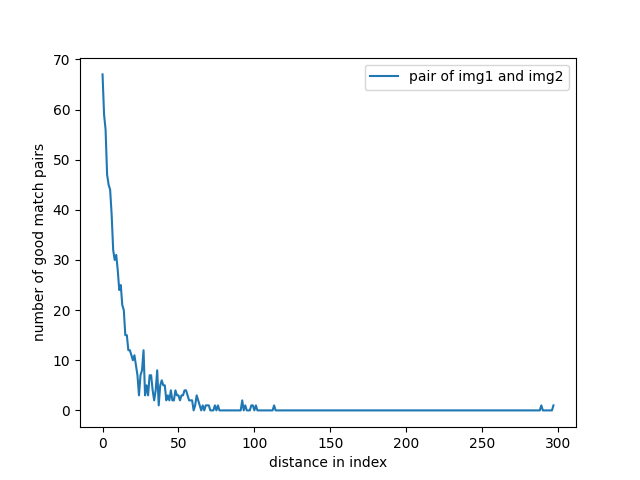 pair of img1 and img2
number of good match pairs
70
60
50
40
30
20
10
0
0 50 100 150 200 250 300
distance in index